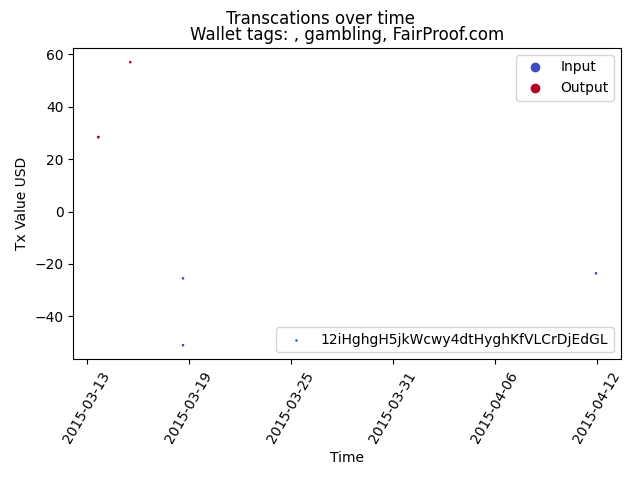 Transcations over time
Wallet tags: , gambling, FairProof.com
Input
Output
60
40
20
0
−20
−40
Tx Value USD
12iHghgH5jkWcwy4dtHyghKfVLCrDjEdGL
2015-03-13
2015-03-19
2015-03-25
2015-03-31
2015-04-06
2015-04-12
Time